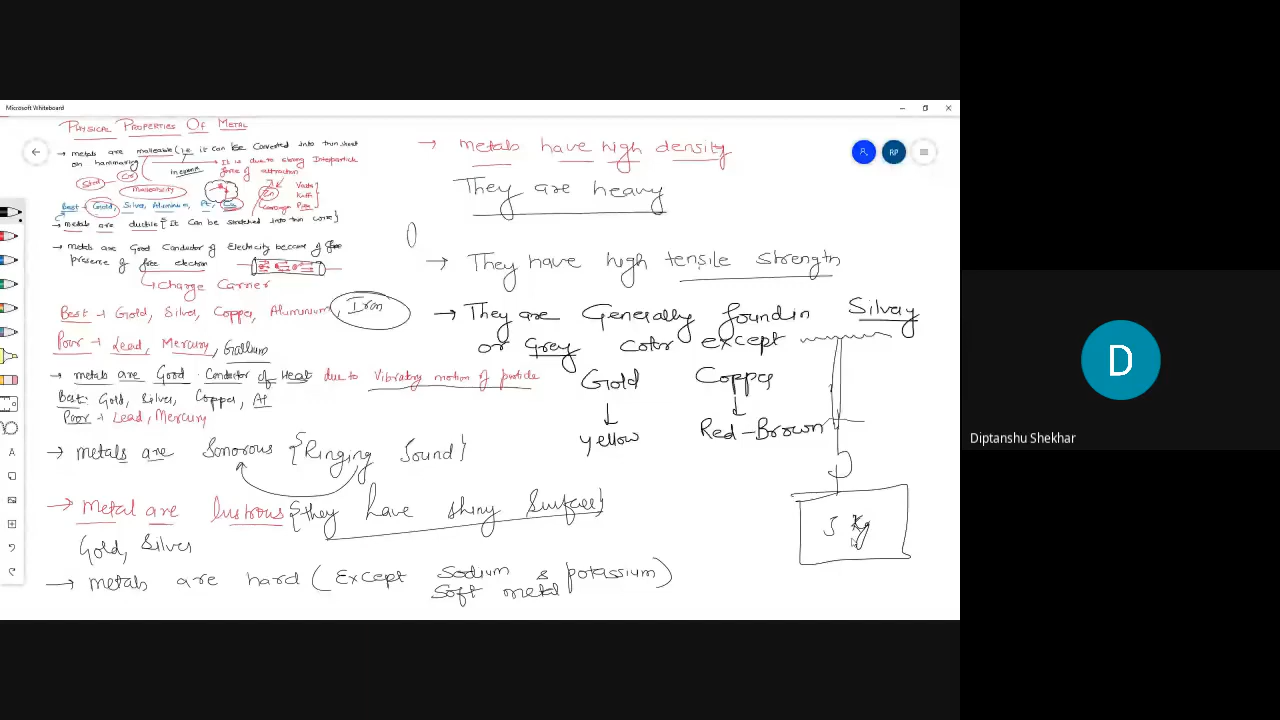 Microsoft Whiteboard
PHYSICAL PROPERTIES OF METAL
→ metals are malleable (i.e it can be Converted into thin sheet
on hammering
→ It is due to strong Interparticle
force of attraction
Malleability
Zn
Best → Gold, Silver, Aluminium,
→ metals are ductile { It can be stretched into thin wire}
→ metals are Good Conductor of Electricity because of free
presence of free electron
→ Charge Carrier
Best → Gold, Silver, Copper, Aluminium, Iron
Poor → Lead, Mercury, Gallium
→ metals are Good Conductor of Heat due to Vibratory motion of particle
Best: Gold, Silver, Copper, Al
Poor → Lead, Mercury
→ metals are Sonorous {Ringing Sound}
→ Metal are lustrous {they have shiny Surface}
Gold, Silver
→ metals are hard (Except Sodium & potassium)
Soft metal
→ metals have high density
They are heavy
→ They have high tensile strength
→ They are Generally found in Silvery
or Grey Color except
Gold Copper
↓ ↓
yellow Red-Brown
5 Kg
RP
D
Diptanshu Shekhar